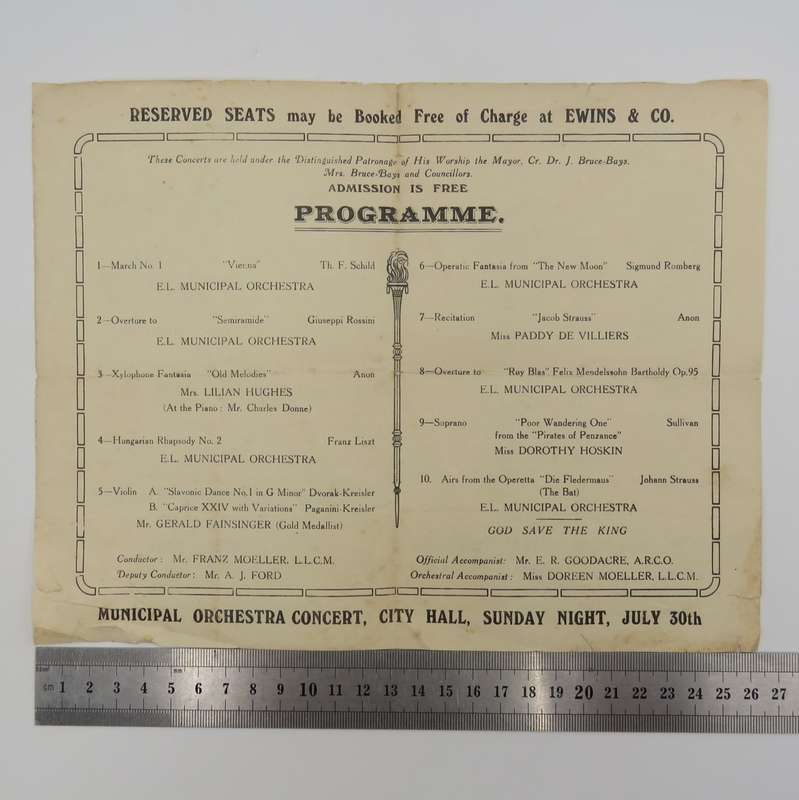 RESERVED SEATS may be Booked Free of Charge at EWINS & CO.
These Concerts are held under the Distinguished Patronage of His Worship the Mayor, Cr. Dr. J. Bruce-Bays,
Mrs. Bruce-Bays and Councillors.
ADMISSION IS FREE
PROGRAMME.
1—March No. 1 "Vienna" Th. F. Schild
E.L. MUNICIPAL ORCHESTRA
2—Overture to "Semiramide" Giuseppi Rossini
E.L. MUNICIPAL ORCHESTRA
3—Xylophone Fantasia "Old Melodies" Anon
Mrs. LILIAN HUGHES
(At the Piano: Mr. Charles Donne)
4—Hungarian Rhapsody No. 2 Franz Liszt
E.L. MUNICIPAL ORCHESTRA
5—Violin A. "Slavonic Dance No.1 in G Minor" Dvorak-Kreisler
B. "Caprice XXIV with Variations" Paganini-Kreisler
Mr. GERALD FAINSINGER (Gold Medallist)
Conductor: Mr. FRANZ MOELLER, L.L.C.M.
Deputy Conductor: Mr. A. J. FORD
6—Operatic Fantasia from "The New Moon" Sigmund Romberg
E.L. MUNICIPAL ORCHESTRA
7—Recitation "Jacob Strauss" Anon
Miss PADDY DE VILLIERS
8—Overture to "Ruy Blas" Felix Mendelssohn Bartholdy Op.95
E.L. MUNICIPAL ORCHESTRA
9—Soprano "Poor Wandering One" Sullivan
from the "Pirates of Penzance"
Miss DOROTHY HOSKIN
10. Airs from the Operetta "Die Fledermaus" Johann Strauss
(The Bat)
E.L. MUNICIPAL ORCHESTRA
GOD SAVE THE KING
Official Accompanist: Mr. E. R. GOODACRE, A.R.C.O.
Orchestral Accompanist: Miss DOREEN MOELLER, L.L.C.M.
MUNICIPAL ORCHESTRA CONCERT, CITY HALL, SUNDAY NIGHT, JULY 30th
cm 1 2 3 4 5 6 7 8 9 10 11 12 13 14 15 16 17 18 19 20 21 22 23 24 25 26 27